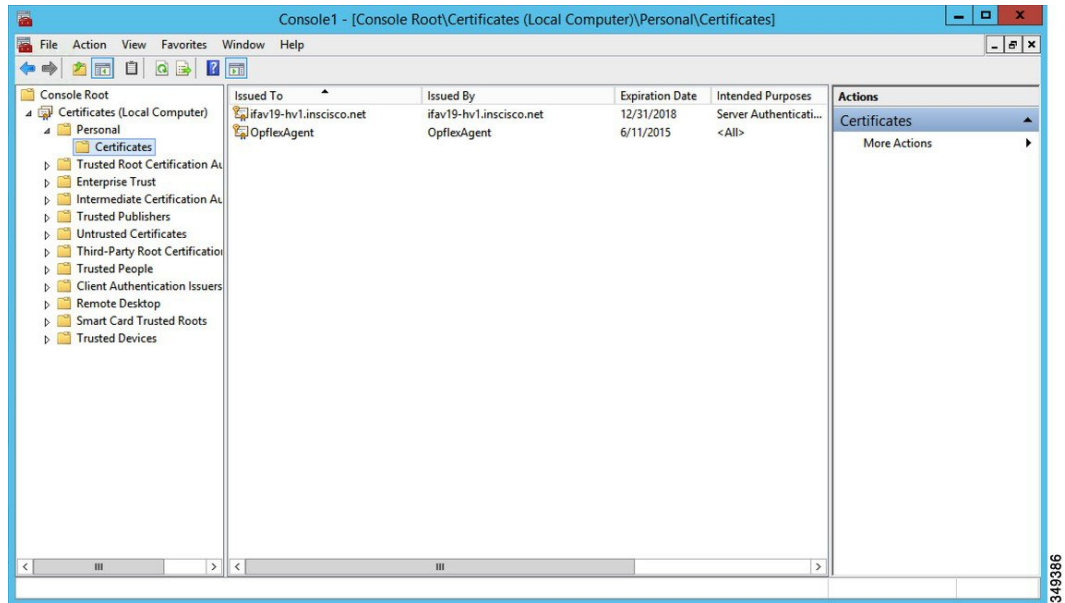 Console1 - [Console Root\Certificates (Local Computer)\Personal\Certificates]
File Action View Favorites Window Help
Console Root
Certificates (Local Computer)
Personal
Certificates
Trusted Root Certification Au
Enterprise Trust
Intermediate Certification Au
Trusted Publishers
Untrusted Certificates
Third-Party Root Certification
Trusted People
Client Authentication Issuers
Remote Desktop
Smart Card Trusted Roots
Trusted Devices
Issued To Issued By Expiration Date Intended Purposes
ifav19-hv1.inscisco.net ifav19-hv1.inscisco.net 12/31/2018 Server Authenticati...
OpflexAgent OpflexAgent 6/11/2015 <All>
Actions
Certificates
More Actions
349386